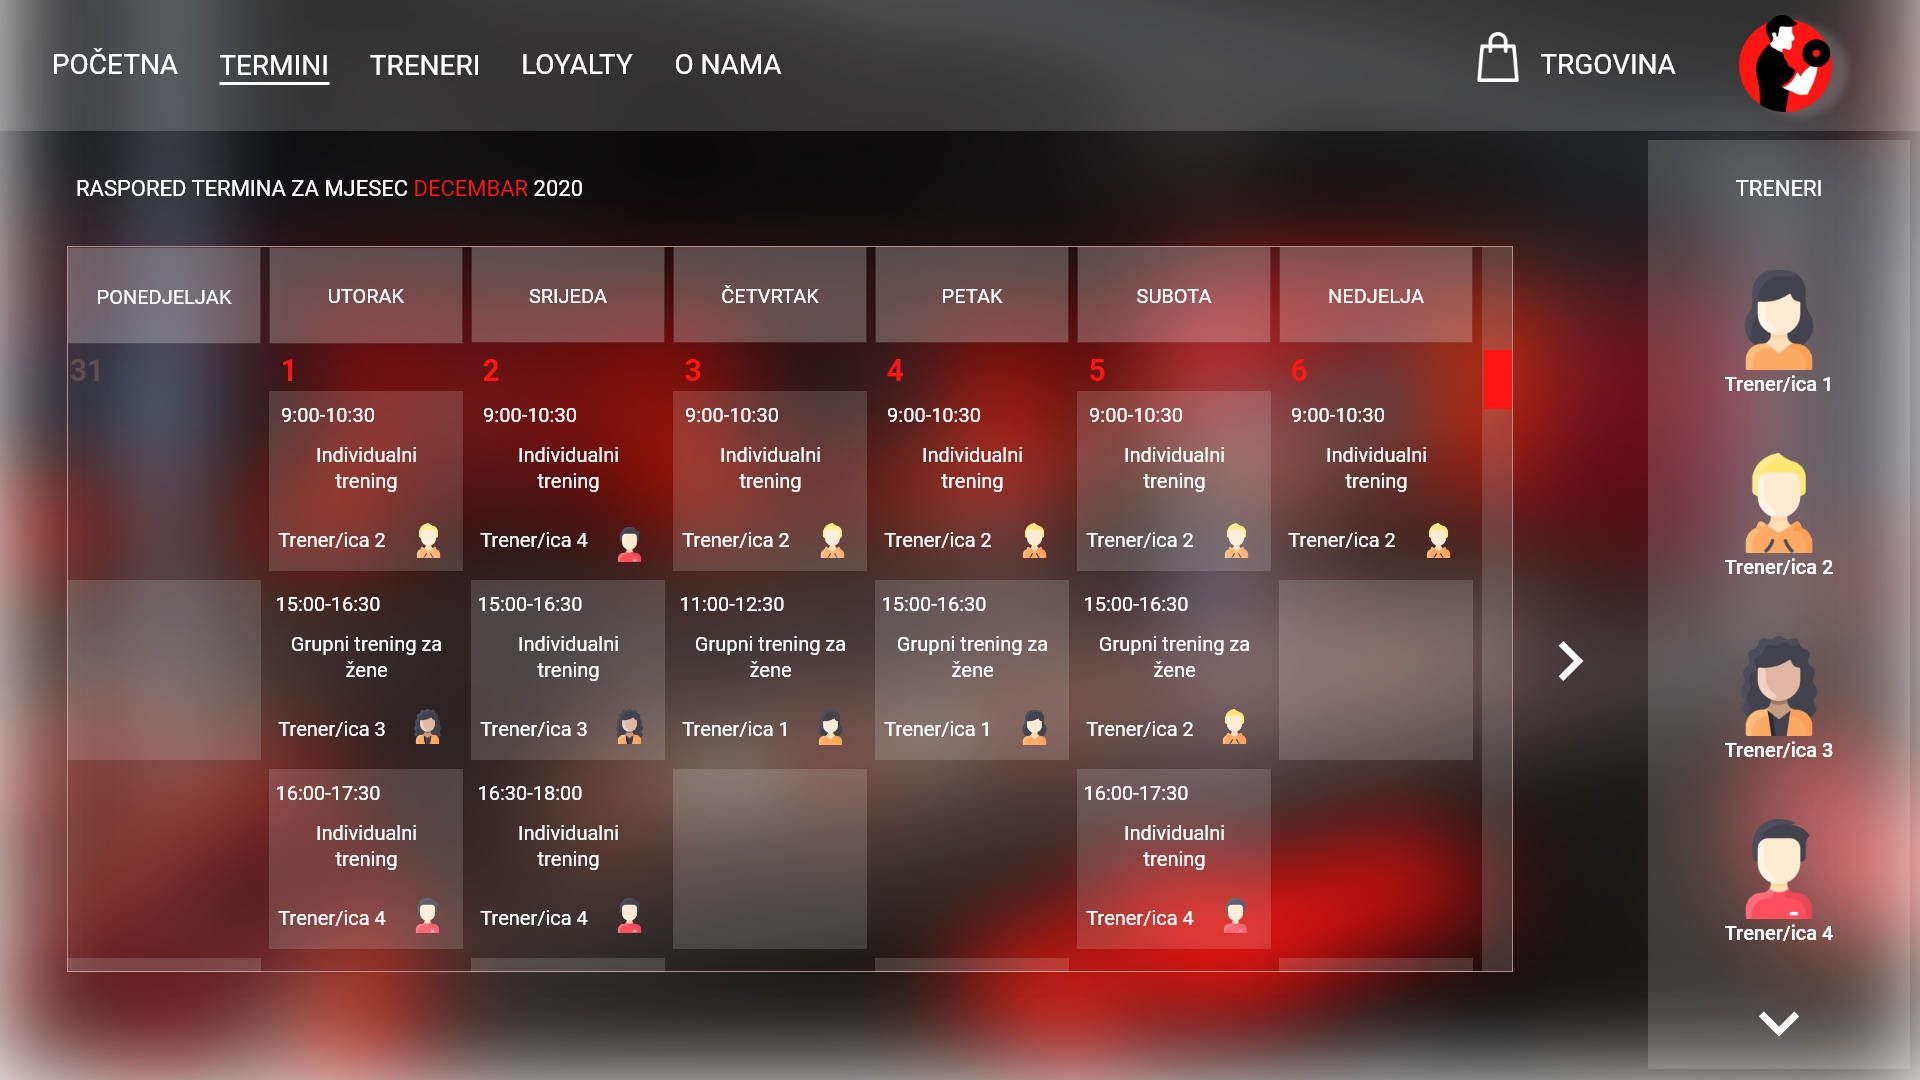 POČETNA
TERMINI
TRENERI
LOYALTY
O NAMA
TRGOVINA
RASPORED TERMINA ZA MJESEC DECEMBAR 2020
PONEDJELJAK
UTORAK
SRIJEDA
ČETVRTAK
PETAK
SUBOTA
NEDJELJA
31
1
2
3
4
5
6
9:00-10:30
Individualni
trening
Trener/ica 2
9:00-10:30
Individualni
trening
Trener/ica 4
9:00-10:30
Individualni
trening
Trener/ica 2
9:00-10:30
Individualni
trening
Trener/ica 2
9:00-10:30
Individualni
trening
Trener/ica 2
9:00-10:30
Individualni
trening
Trener/ica 2
15:00-16:30
Grupni trening za
žene
Trener/ica 3
15:00-16:30
Individualni
trening
Trener/ica 3
11:00-12:30
Grupni trening za
žene
Trener/ica 1
15:00-16:30
Grupni trening za
žene
Trener/ica 1
15:00-16:30
Grupni trening za
žene
Trener/ica 2
16:00-17:30
Individualni
trening
Trener/ica 4
16:30-18:00
Individualni
trening
Trener/ica 4
16:00-17:30
Individualni
trening
Trener/ica 4
TRENERI
Trener/ica 1
Trener/ica 2
Trener/ica 3
Trener/ica 4